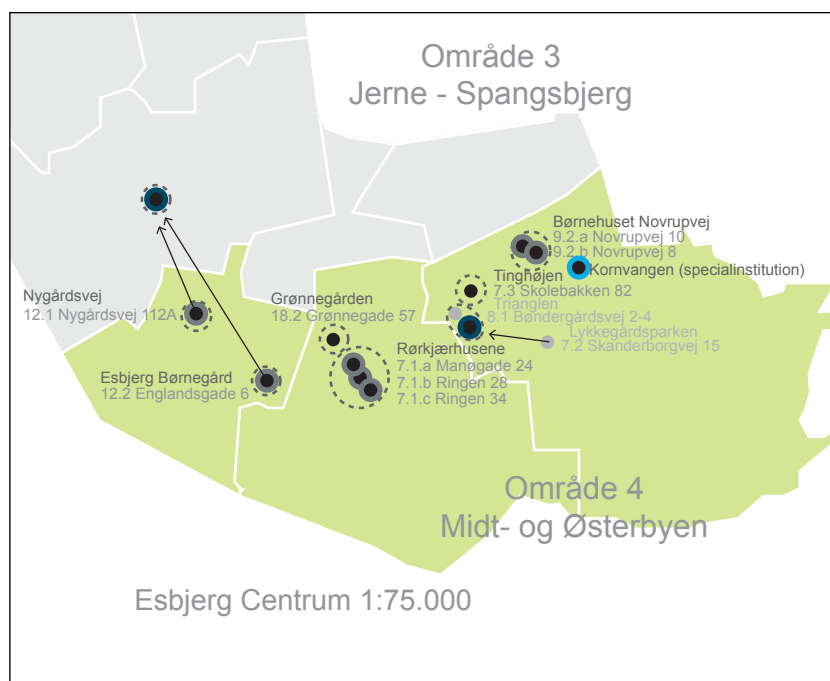 Område 3
Jerne - Spangsbjerg
Børnehuset Novrupvej
9.2.a Novrupvej 10
9.2.b Novrupvej 8
Kornvangen (specialinstitution)
Tinghøjen
7.3 Skolebakken 82
Trianglen
8.1 Bøndergårdsvej 2-4
Lykkegårdsparken
7.2 Skanderborgvej 15
Nygårdsvej
12.1 Nygårdsvej 112A
Grønnegården
18.2 Grønnegade 57
Rørkjærhusene
7.1.a Manøgade 24
7.1.b Ringen 28
7.1.c Ringen 34
Esbjerg Børnegård
12.2 Englandsgade 6
Område 4
Midt- og Østerbyen
Esbjerg Centrum 1:75.000